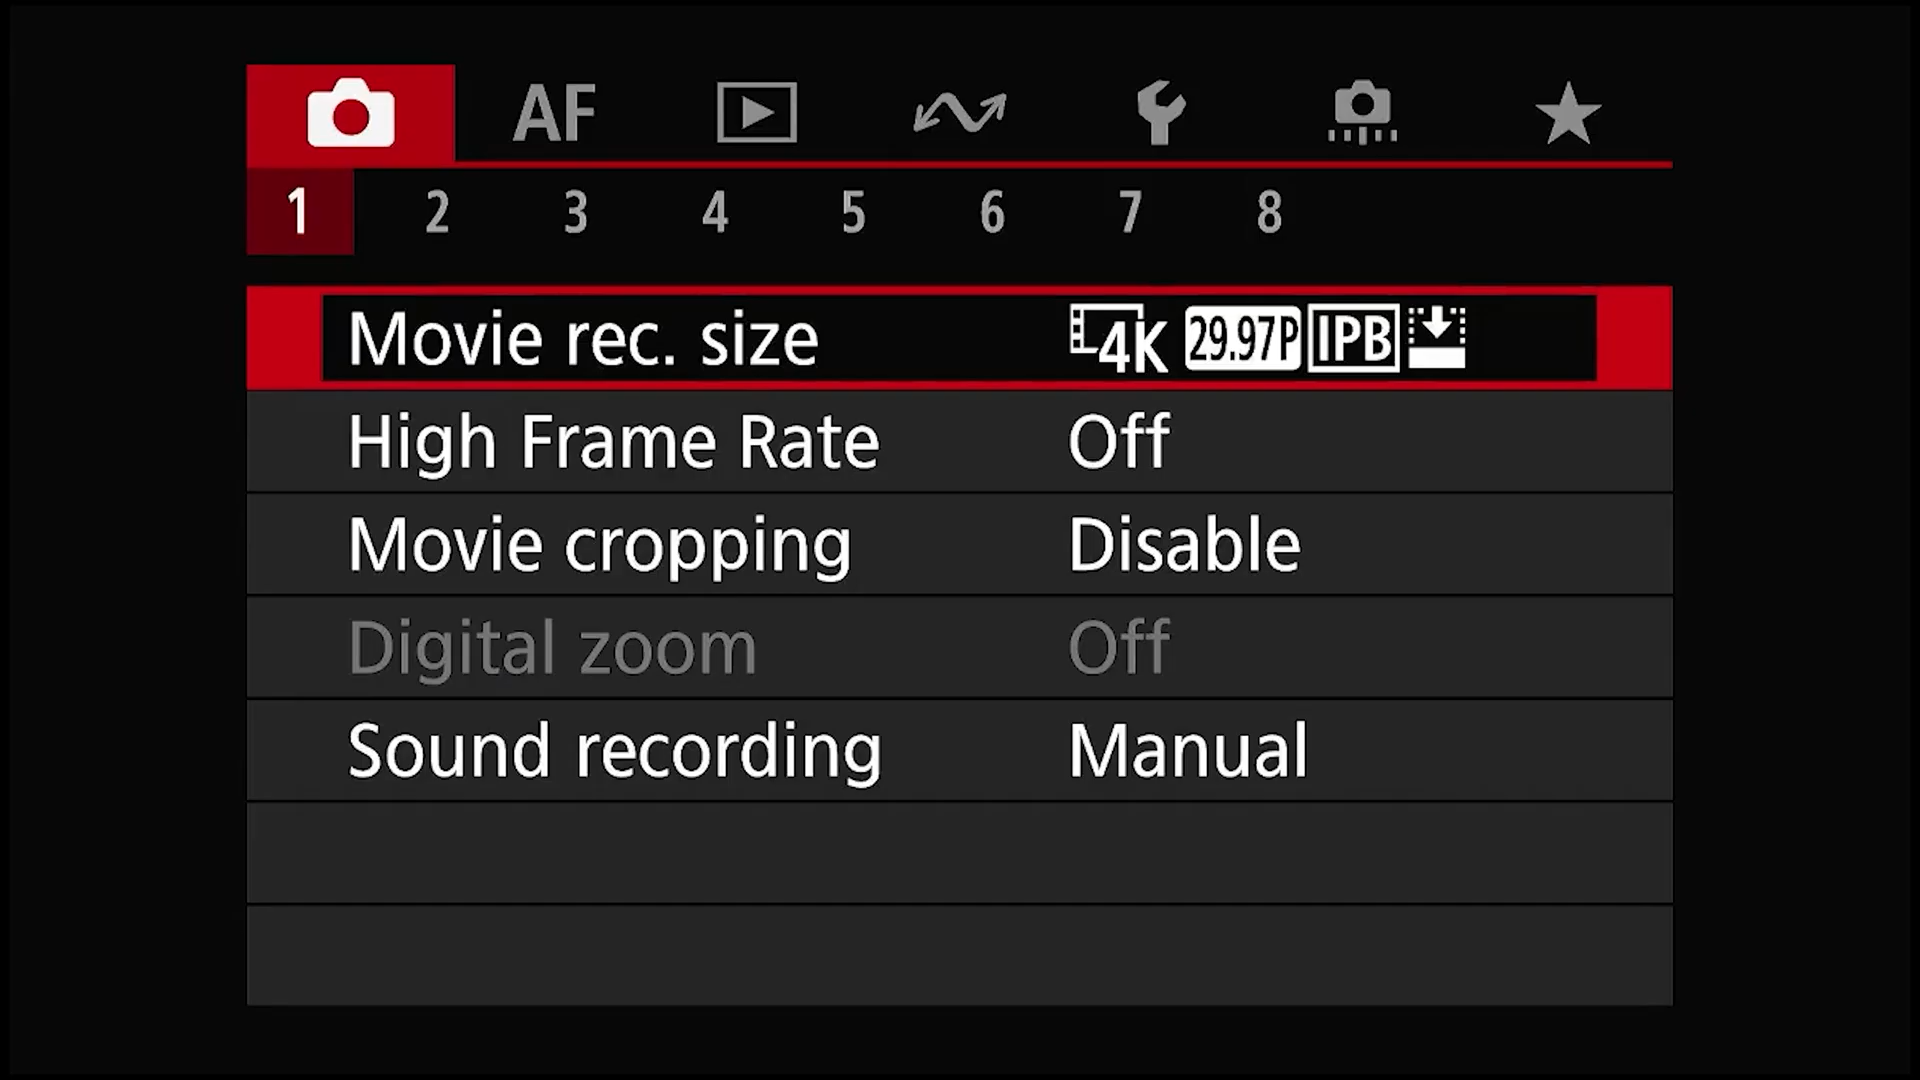 AF
1 2 3 4 5 6 7 8
Movie rec. size 4K 29.97P IPB
High Frame Rate Off
Movie cropping Disable
Digital zoom Off
Sound recording Manual